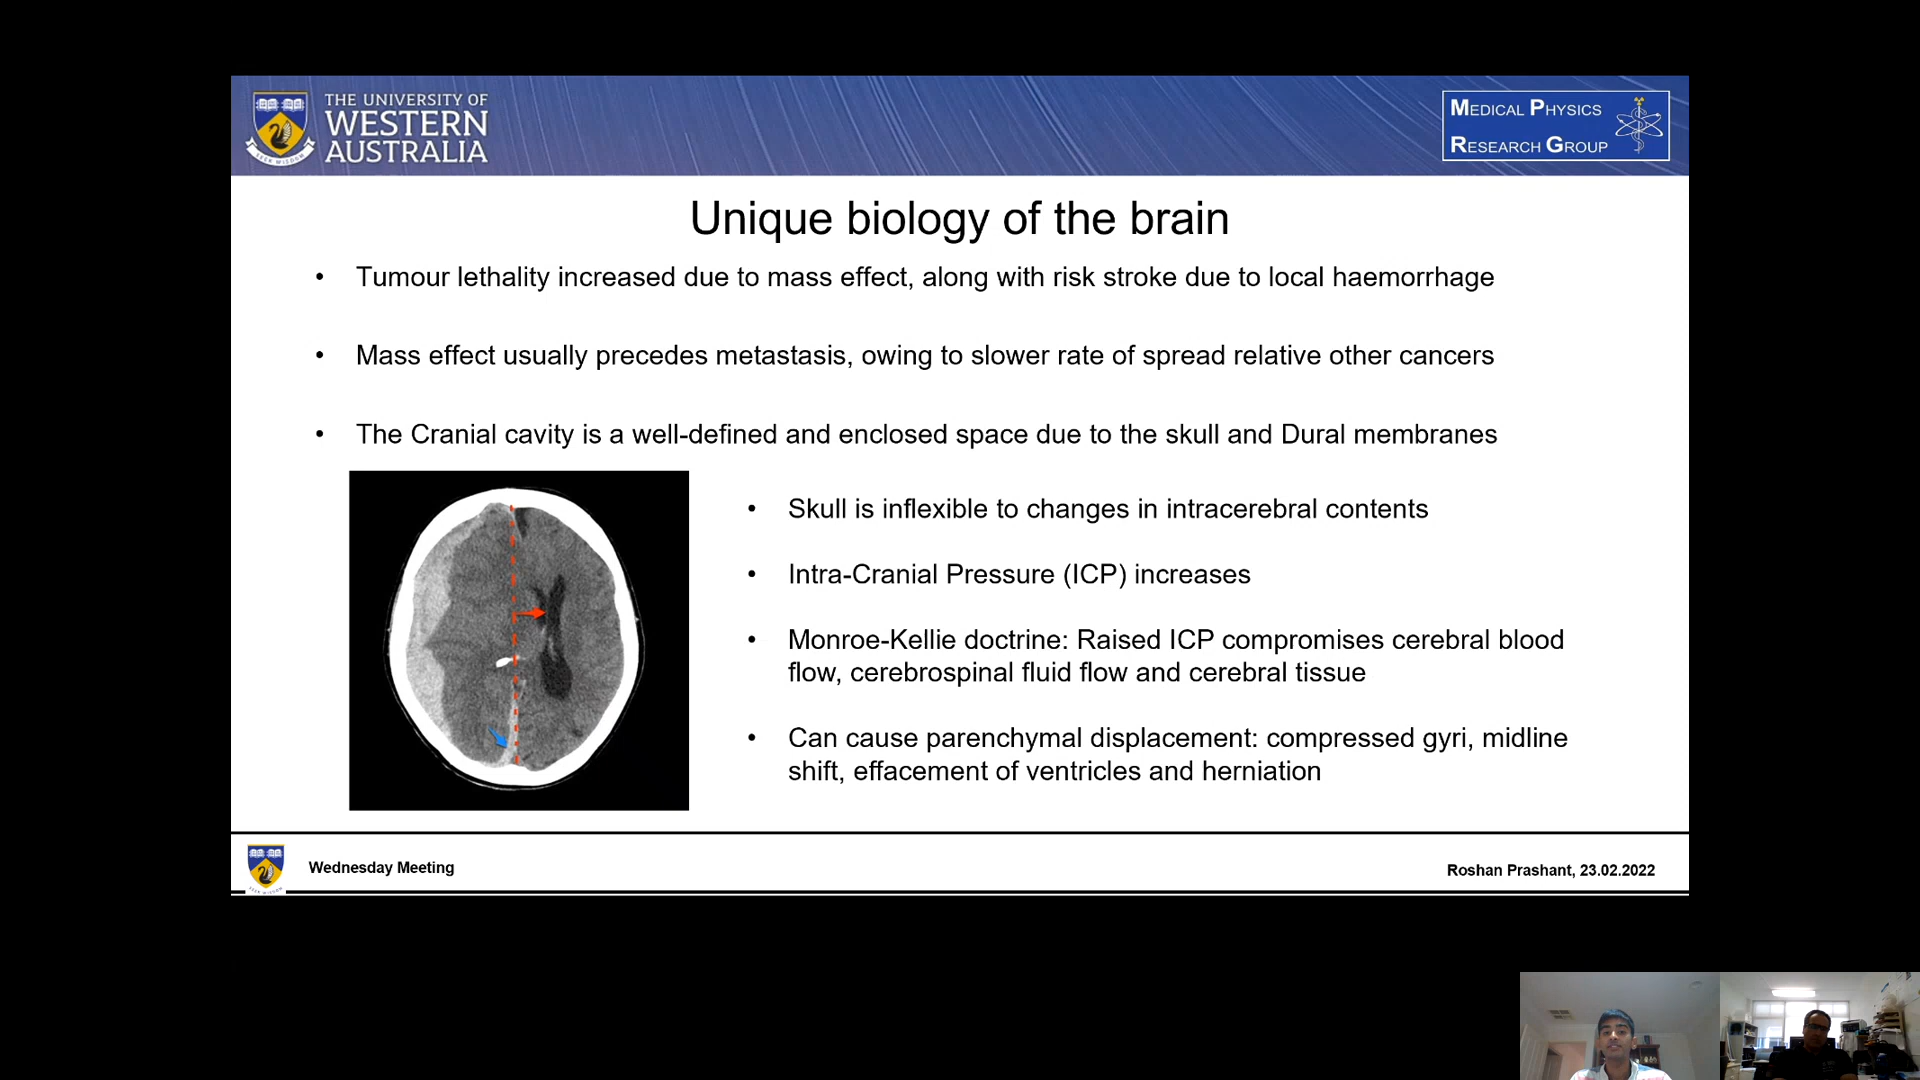 THE UNIVERSITY OF
WESTERN
AUSTRALIA
MEDICAL PHYSICS
RESEARCH GROUP
Unique biology of the brain
• Tumour lethality increased due to mass effect, along with risk stroke due to local haemorrhage
• Mass effect usually precedes metastasis, owing to slower rate of spread relative other cancers
• The Cranial cavity is a well-defined and enclosed space due to the skull and Dural membranes
• Skull is inflexible to changes in intracerebral contents
• Intra-Cranial Pressure (ICP) increases
• Monroe-Kellie doctrine: Raised ICP compromises cerebral blood
flow, cerebrospinal fluid flow and cerebral tissue
• Can cause parenchymal displacement: compressed gyri, midline
shift, effacement of ventricles and herniation
Wednesday Meeting
Roshan Prashant, 23.02.2022